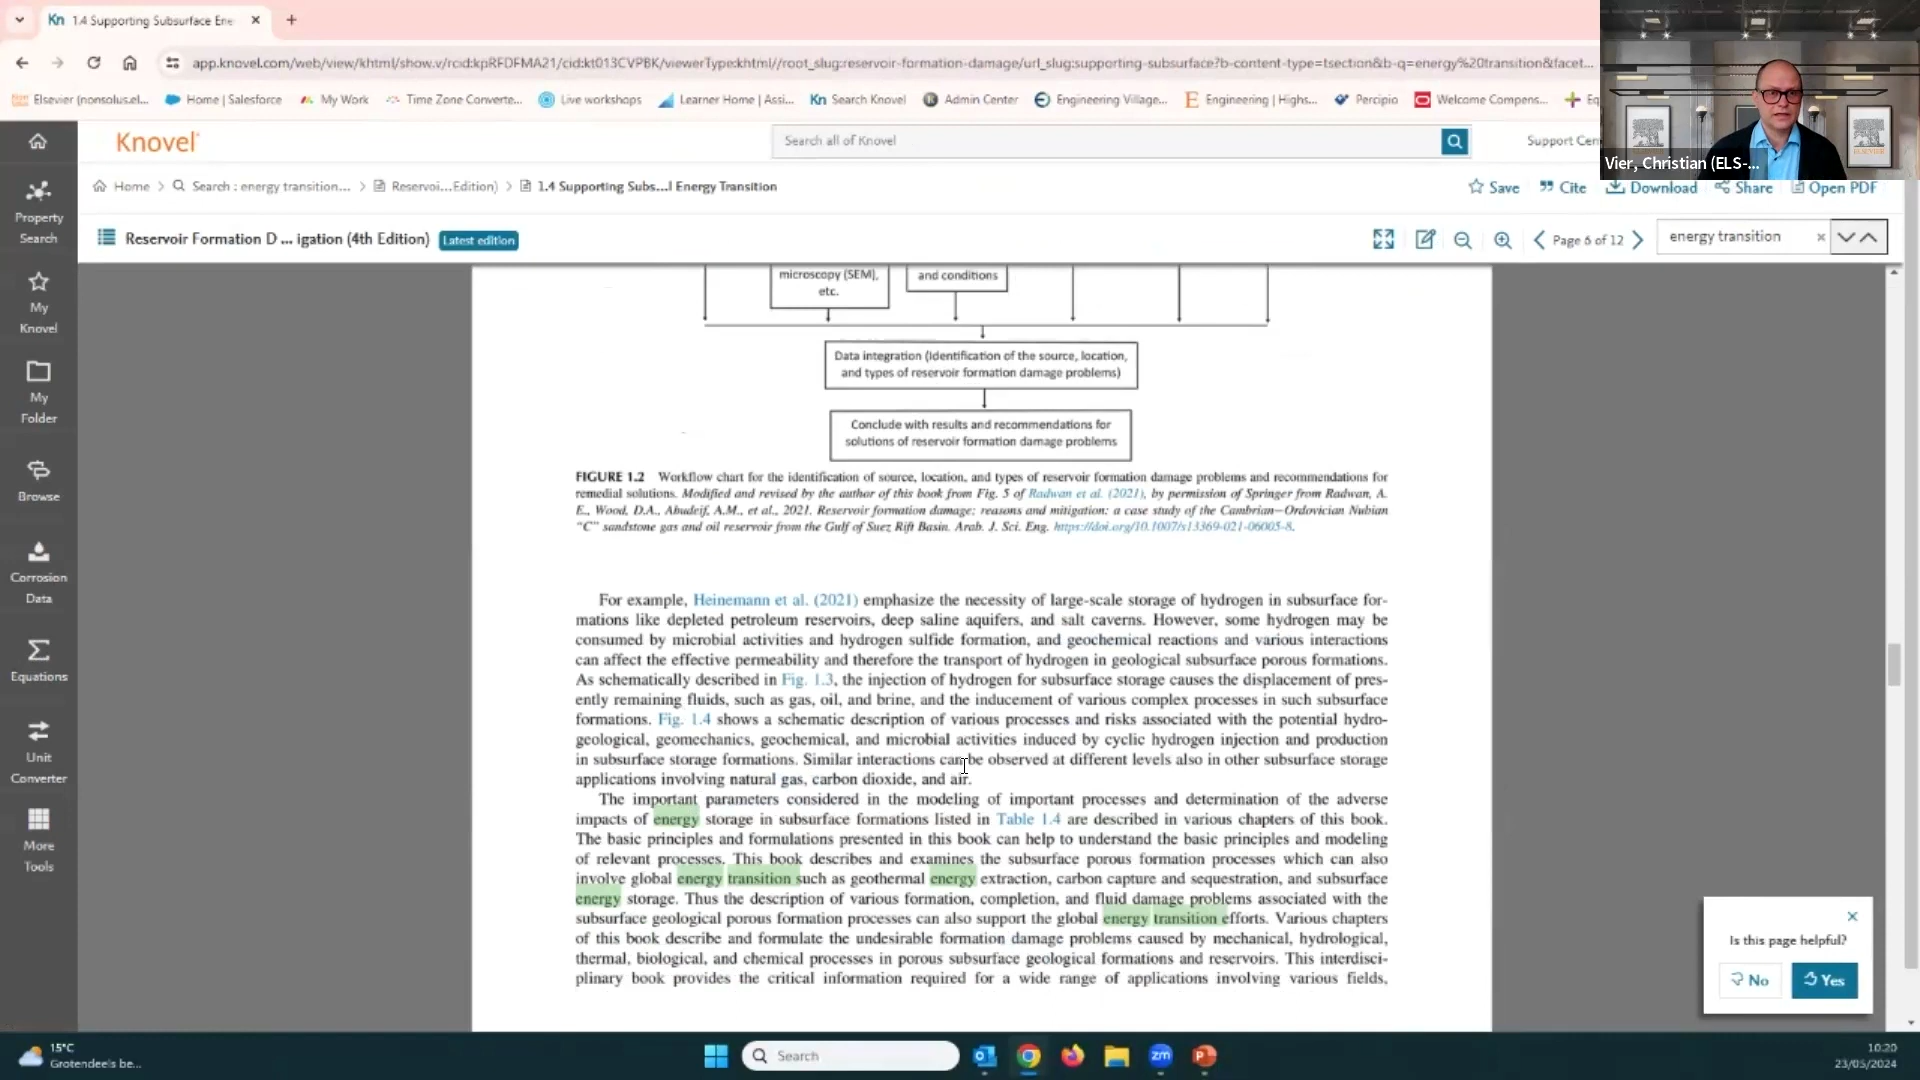 1.4 Supporting Subsurface Ene
app.knovel.com/web/view/khtml/show.v/rcid:kpRFDFMA21/cid:kt013CVPBK/viewerType:khtml//root_slug:reservoir-formation-damage/url_slug:supporting-subsurface?b-content-type=tsection&b-q=energy%20transition&facet...
Elsevier (nonsolus.el... Home | Salesforce My Work Time Zone Converte... Live workshops Learner Home | Assi... Kn Search Knovel Admin Center Engineering Village... Engineering | Highs... Percipio Welcome Compens... Eq
Vier, Christian (ELS-...
Knovel
Search all of Knovel
Support Cen
Home > Search : energy transition... > Reservoi...Edition) > 1.4 Supporting Subs...l Energy Transition
Save Cite Download Share Open PDF
Reservoir Formation D ... igation (4th Edition) Latest edition
Page 6 of 12
energy transition
Property
Search
My
Knovel
My
Folder
Browse
Corrosion
Data
Equations
Unit
Converter
More
Tools
microscopy (SEM),
etc.
and conditions
Data integration (Identification of the source, location,
and types of reservoir formation damage problems)
Conclude with results and recommendations for
solutions of reservoir formation damage problems
FIGURE 1.2 Workflow chart for the identification of source, location, and types of reservoir formation damage problems and recommendations for
remedial solutions. Modified and revised by the author of this book from Fig. 5 of Radwan et al. (2021), by permission of Springer from Radwan, A.
E., Wood, D.A., Abudeif, A.M., et al., 2021. Reservoir formation damage; reasons and mitigation: a case study of the Cambrian–Ordovician Nubian
"C" sandstone gas and oil reservoir from the Gulf of Suez Rift Basin. Arab. J. Sci. Eng. https://doi.org/10.1007/s13369-021-06005-8.
For example, Heinemann et al. (2021) emphasize the necessity of large-scale storage of hydrogen in subsurface for-
mations like depleted petroleum reservoirs, deep saline aquifers, and salt caverns. However, some hydrogen may be
consumed by microbial activities and hydrogen sulfide formation, and geochemical reactions and various interactions
can affect the effective permeability and therefore the transport of hydrogen in geological subsurface porous formations.
As schematically described in Fig. 1.3, the injection of hydrogen for subsurface storage causes the displacement of pres-
ently remaining fluids, such as gas, oil, and brine, and the inducement of various complex processes in such subsurface
formations. Fig. 1.4 shows a schematic description of various processes and risks associated with the potential hydro-
geological, geomechanics, geochemical, and microbial activities induced by cyclic hydrogen injection and production
in subsurface storage formations. Similar interactions can be observed at different levels also in other subsurface storage
applications involving natural gas, carbon dioxide, and air.
The important parameters considered in the modeling of important processes and determination of the adverse
impacts of energy storage in subsurface formations listed in Table 1.4 are described in various chapters of this book.
The basic principles and formulations presented in this book can help to understand the basic principles and modeling
of relevant processes. This book describes and examines the subsurface porous formation processes which can also
involve global energy transition such as geothermal energy extraction, carbon capture and sequestration, and subsurface
energy storage. Thus the description of various formation, completion, and fluid damage problems associated with the
subsurface geological porous formation processes can also support the global energy transition efforts. Various chapters
of this book describe and formulate the undesirable formation damage problems caused by mechanical, hydrological,
thermal, biological, and chemical processes in porous subsurface geological formations and reservoirs. This interdisci-
plinary book provides the critical information required for a wide range of applications involving various fields,
Is this page helpful?
No Yes
15°C
Grotendeels be...
Search
10:20
23/05/2024